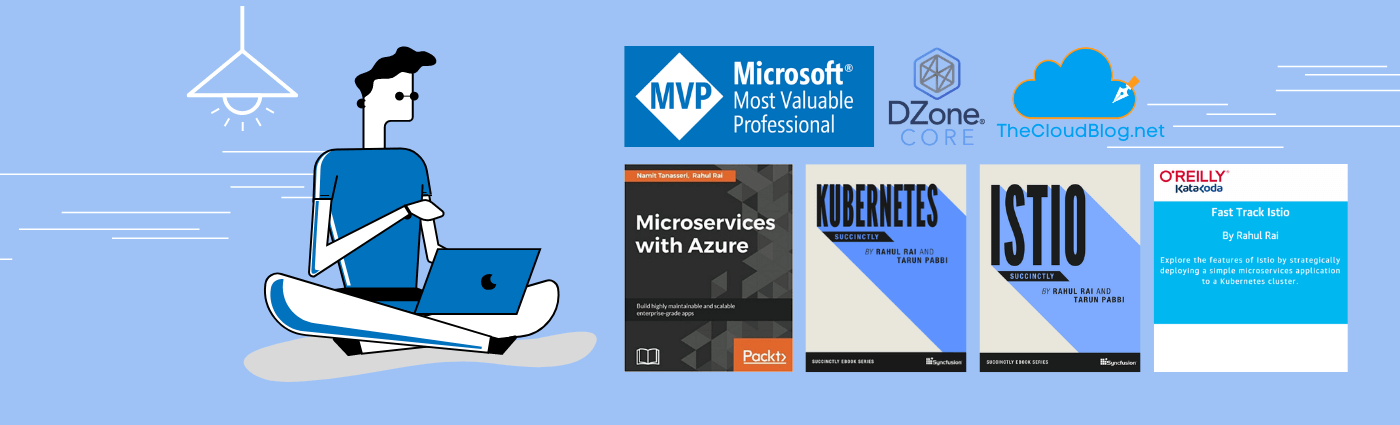 MVP
Microsoft®
Most Valuable
Professional
DZone®
CORE
TheCloudBlog.net
Namit Tanasseri, Rahul Rai
Microservices
with Azure
Build highly maintainable and scalable
enterprise-grade apps
Packt>
KUBERNETES
SUCCINCTLY
BY RAHUL RAI AND
TARUN PABBI
SUCCINCTLY EBOOK SERIES
Syncfusion
ISTIO
SUCCINCTLY
BY RAHUL RAI AND
TARUN PABBI
SUCCINCTLY EBOOK SERIES
Syncfusion
O'REILLY®
Katacoda
Fast Track Istio
By Rahul Rai
Explore the features of Istio by strategically
deploying a simple microservices application
to a Kubernetes cluster.